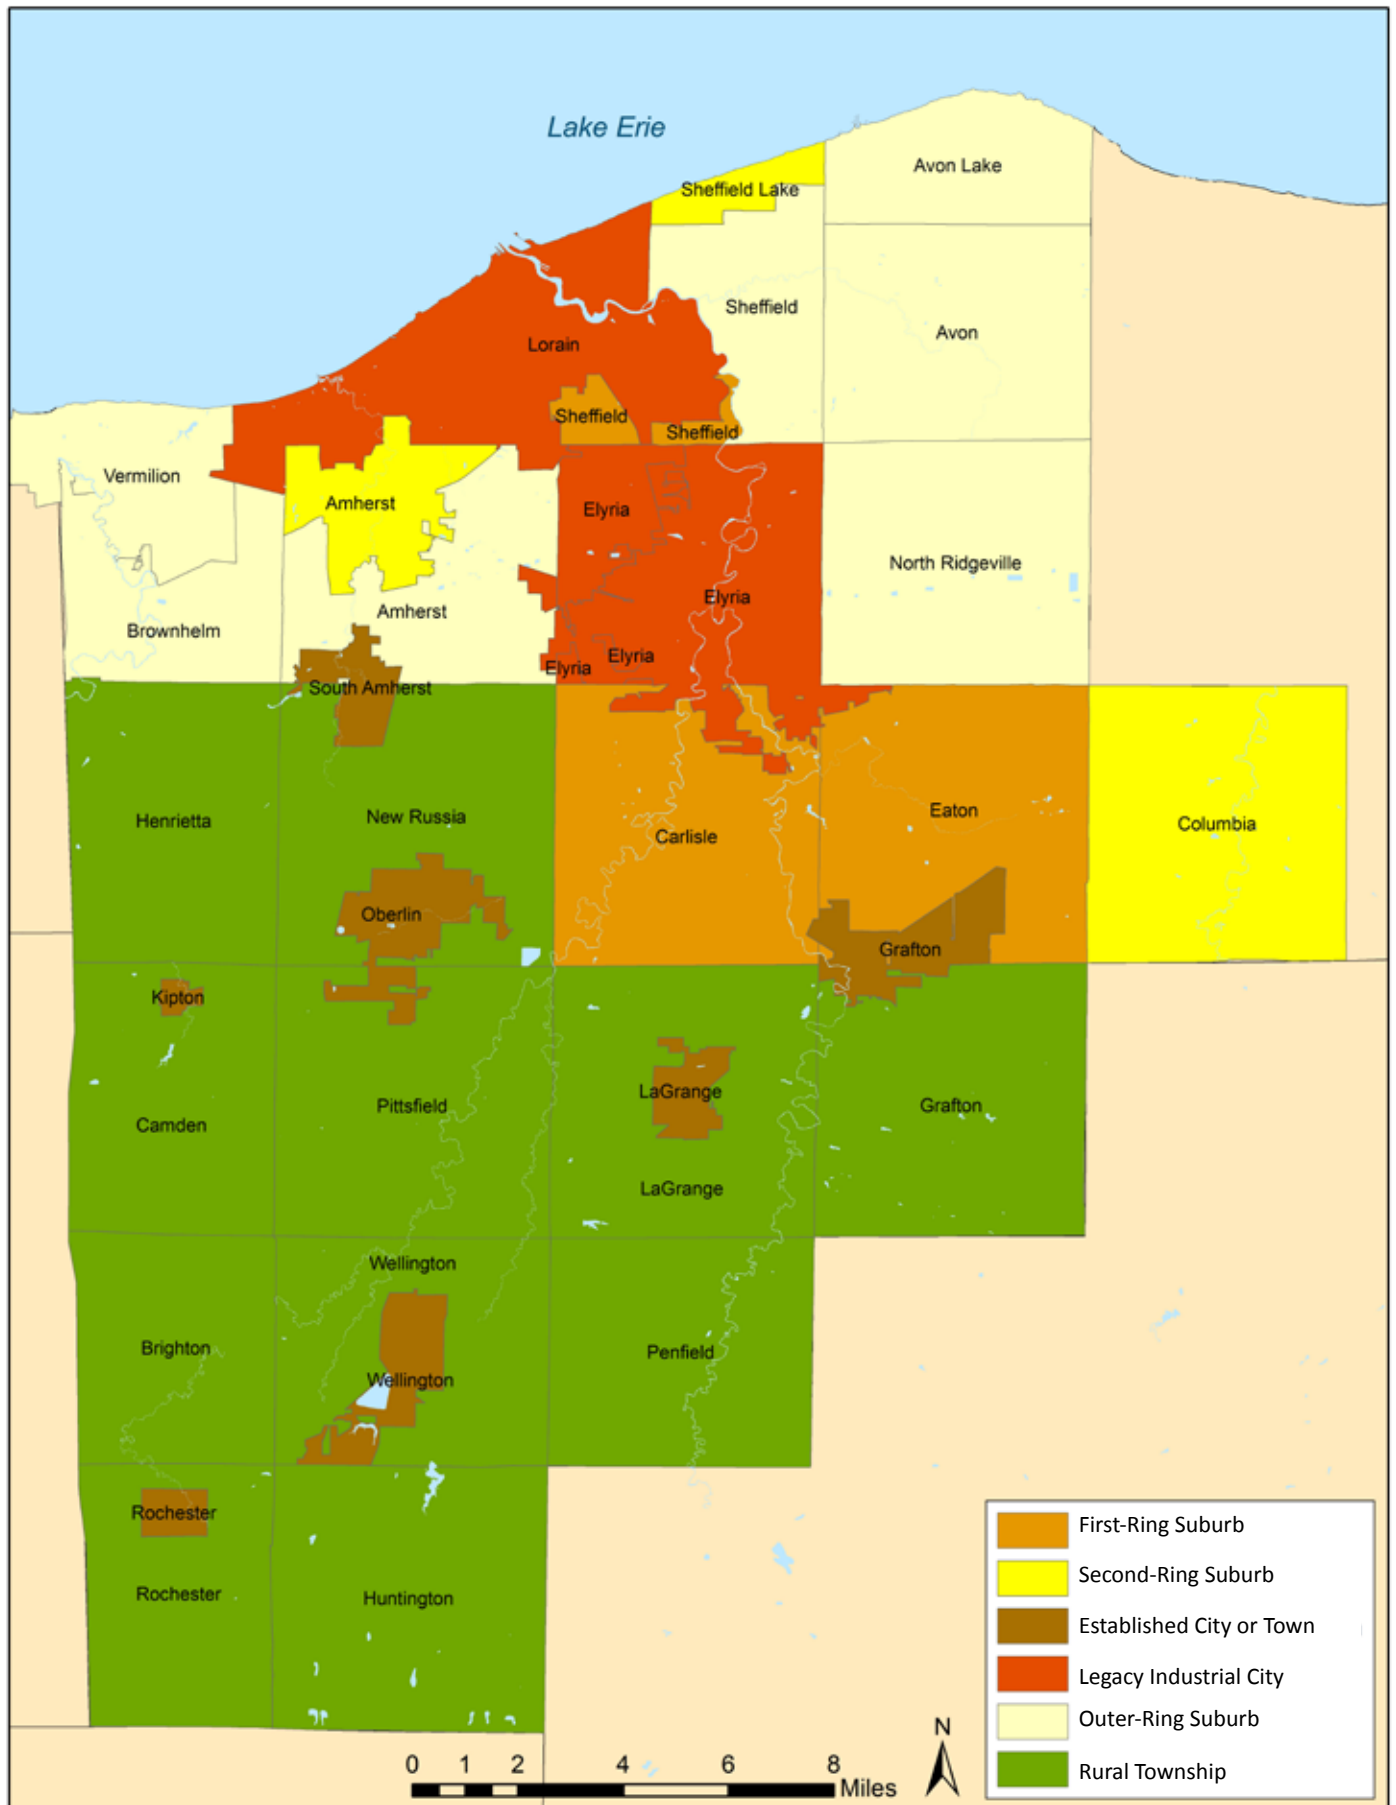 Lake Erie
Avon Lake
Sheffield Lake
Sheffield
Avon
Lorain
Sheffield
Sheffield
Vermilion
Amherst
Elyria
North Ridgeville
Elyria
Amherst
Brownhelm
Elyria
Elyria
South Amherst
Henrietta
New Russia
Carlisle
Eaton
Columbia
Oberlin
Grafton
Kipton
LaGrange
Pittsfield
Grafton
Camden
LaGrange
Wellington
Brighton
Penfield
Wellington
Rochester
Rochester
Huntington
First-Ring Suburb
Second-Ring Suburb
Established City or Town
Legacy Industrial City
Outer-Ring Suburb
Rural Township
N
0 1 2 4 6 8
Miles